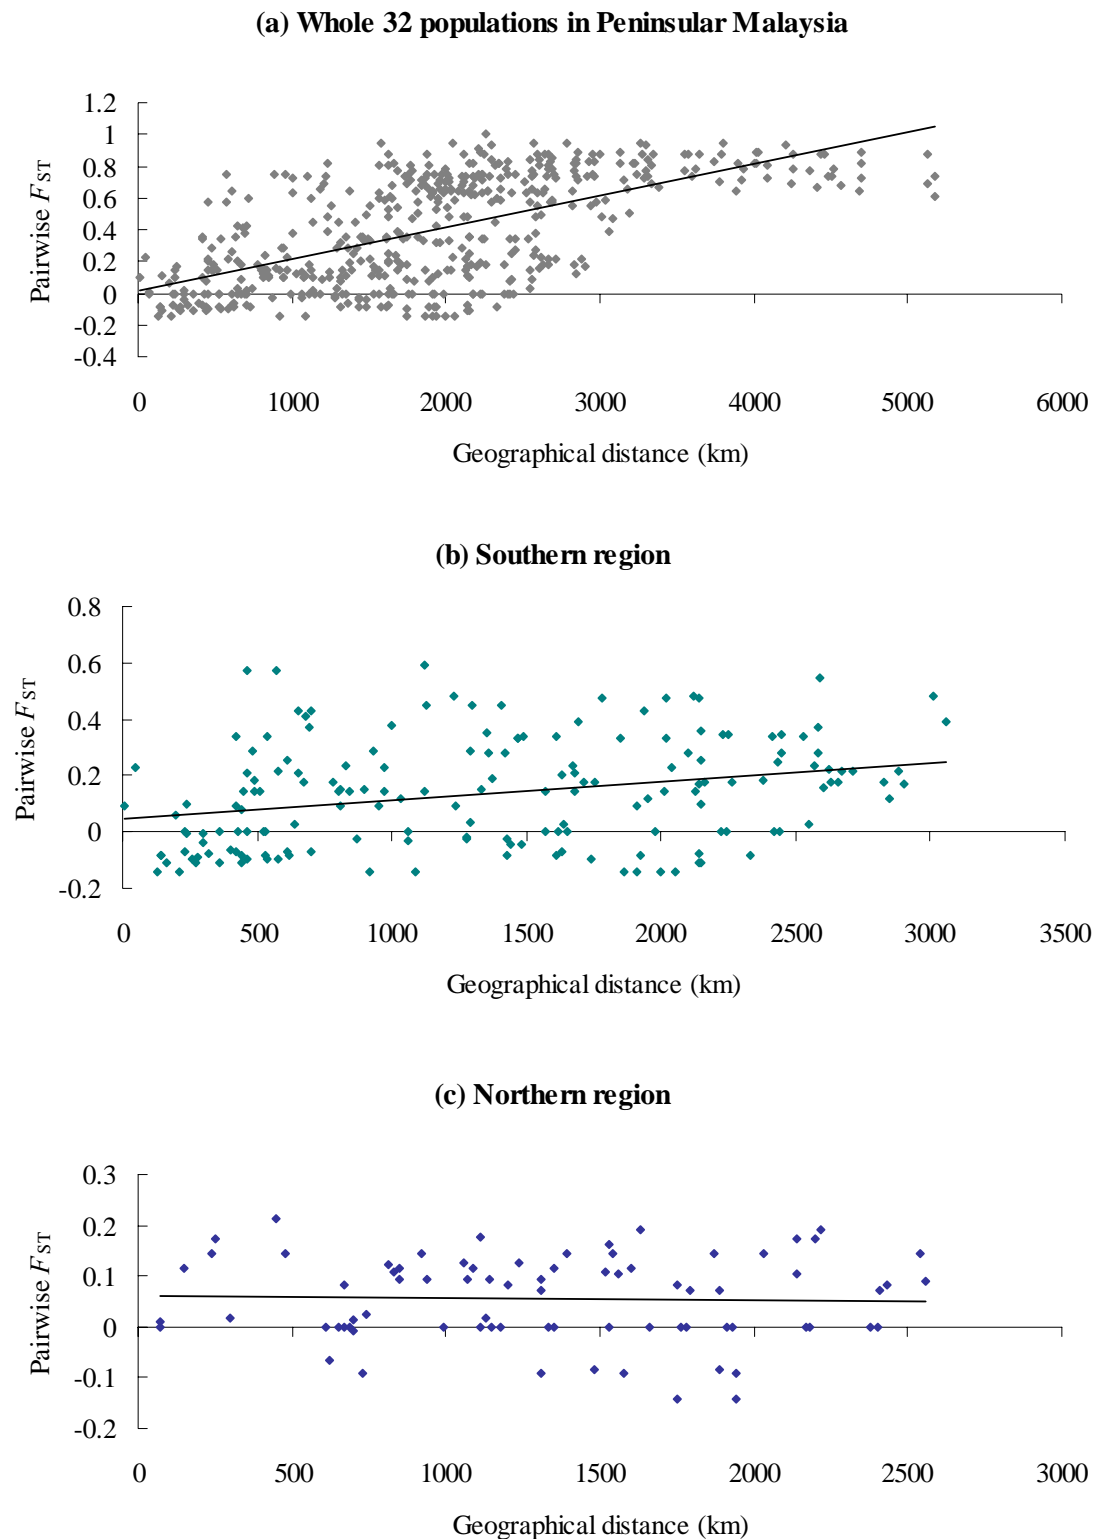 (a) Whole 32 populations in Peninsular Malaysia
1.2
1
0.8
0.6
0.4
0.2
0
-0.2
-0.4
Pairwise FST
0 1000 2000 3000 4000 5000 6000
Geographical distance (km)
(b) Southern region
0.8
0.6
0.4
0.2
0
-0.2
Pairwise FST
0 500 1000 1500 2000 2500 3000 3500
Geographical distance (km)
(c) Northern region
0.3
0.2
0.1
0
-0.1
-0.2
Pairwise FST
0 500 1000 1500 2000 2500 3000
Geographical distance (km)